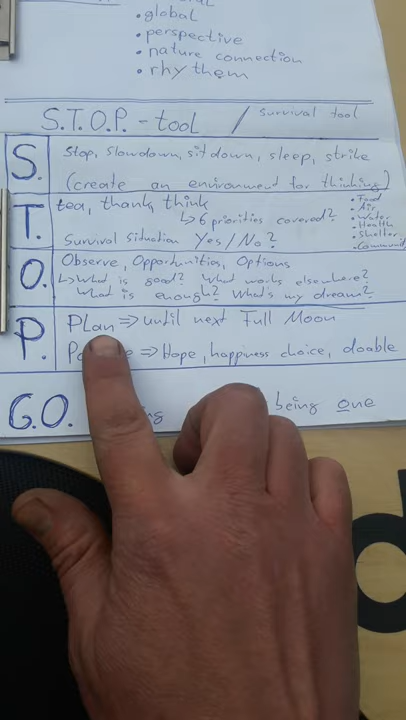 • global
• perspective
• nature connection
• rhythem
S.T.O.P. - tool / survival tool
S. Stop, slowdown, sit down, sleep, strike
(create an environment for thinking)
T. tea, thank, think
↳ 6 priorities covered?
Survival Situation Yes/No?
• Food
• Air
• Water
• Health
• Shelter
• Communit
O. Observe, Opportunities, Options
↳ What is good? What works elsewhere?
What is enough? What's my dream?
P. PLan => until next Full Moon
=> Hope, happiness choice, doable
G.O. being one